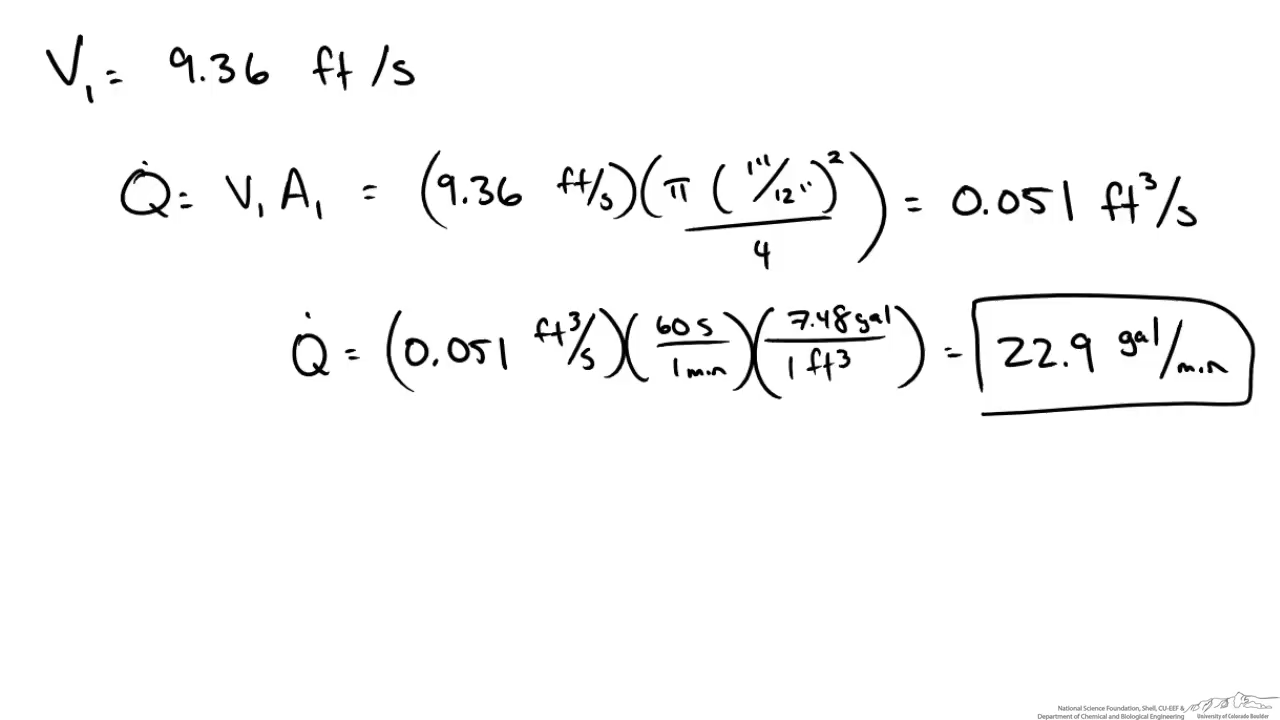 V₁ = 9.36 ft/s
Q̇ = V₁ A₁ = (9.36 ft/s)(π (1"/12")² / 4) = 0.051 ft³/s
Q̇ = (0.051 ft³/s)(60 s / 1 min)(7.48 gal / 1 ft³) = 22.9 gal/min
National Science Foundation, Shell, CU-EEF &
Department of Chemical and Biological Engineering
University of Colorado Boulder